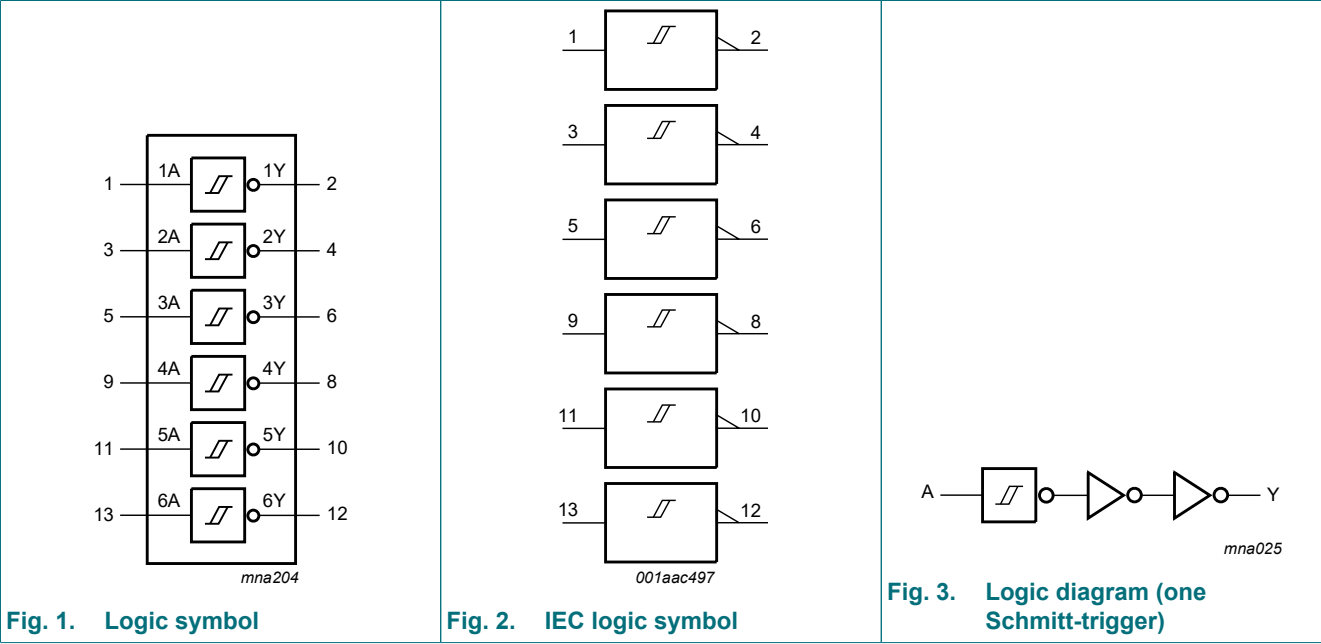 1 1A 1Y 2
3 2A 2Y 4
5 3A 3Y 6
9 4A 4Y 8
11 5A 5Y 10
13 6A 6Y 12
mna204
Fig. 1. Logic symbol
1 2
3 4
5 6
9 8
11 10
13 12
001aac497
Fig. 2. IEC logic symbol
A Y
mna025
Fig. 3. Logic diagram (one
Schmitt-trigger)